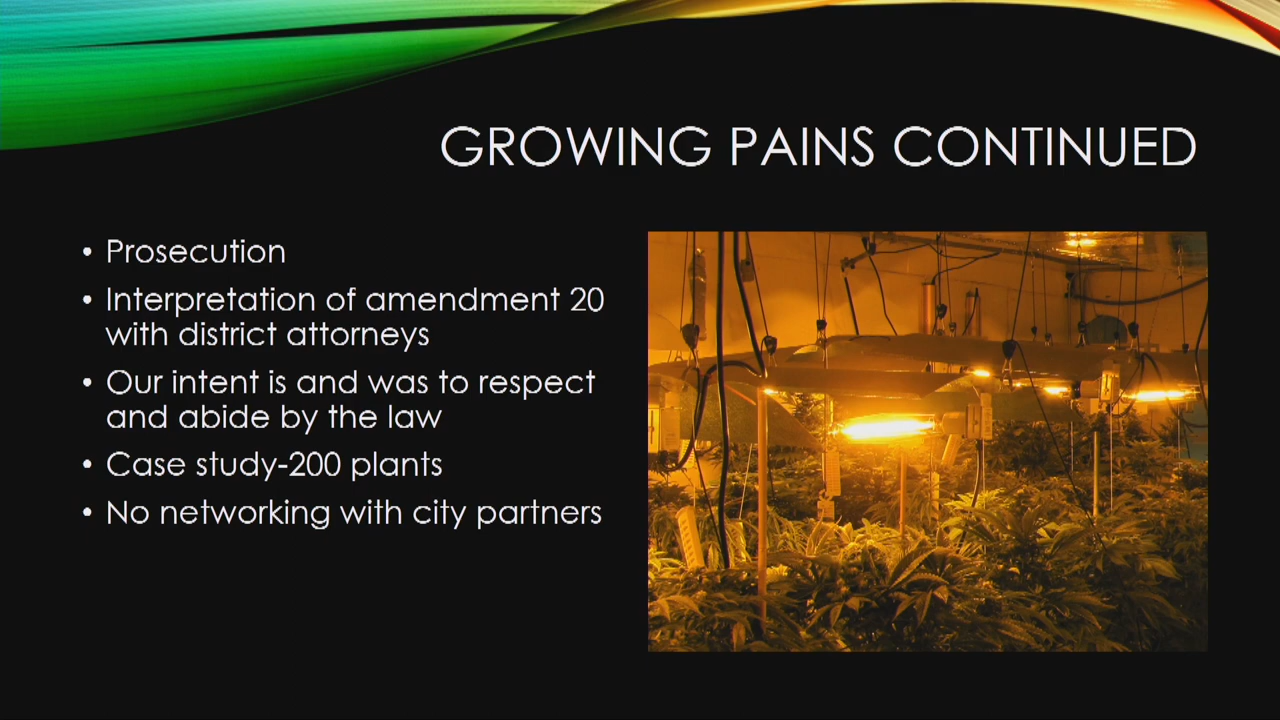 GROWING PAINS CONTINUED
• Prosecution
• Interpretation of amendment 20
with district attorneys
• Our intent is and was to respect
and abide by the law
• Case study-200 plants
• No networking with city partners